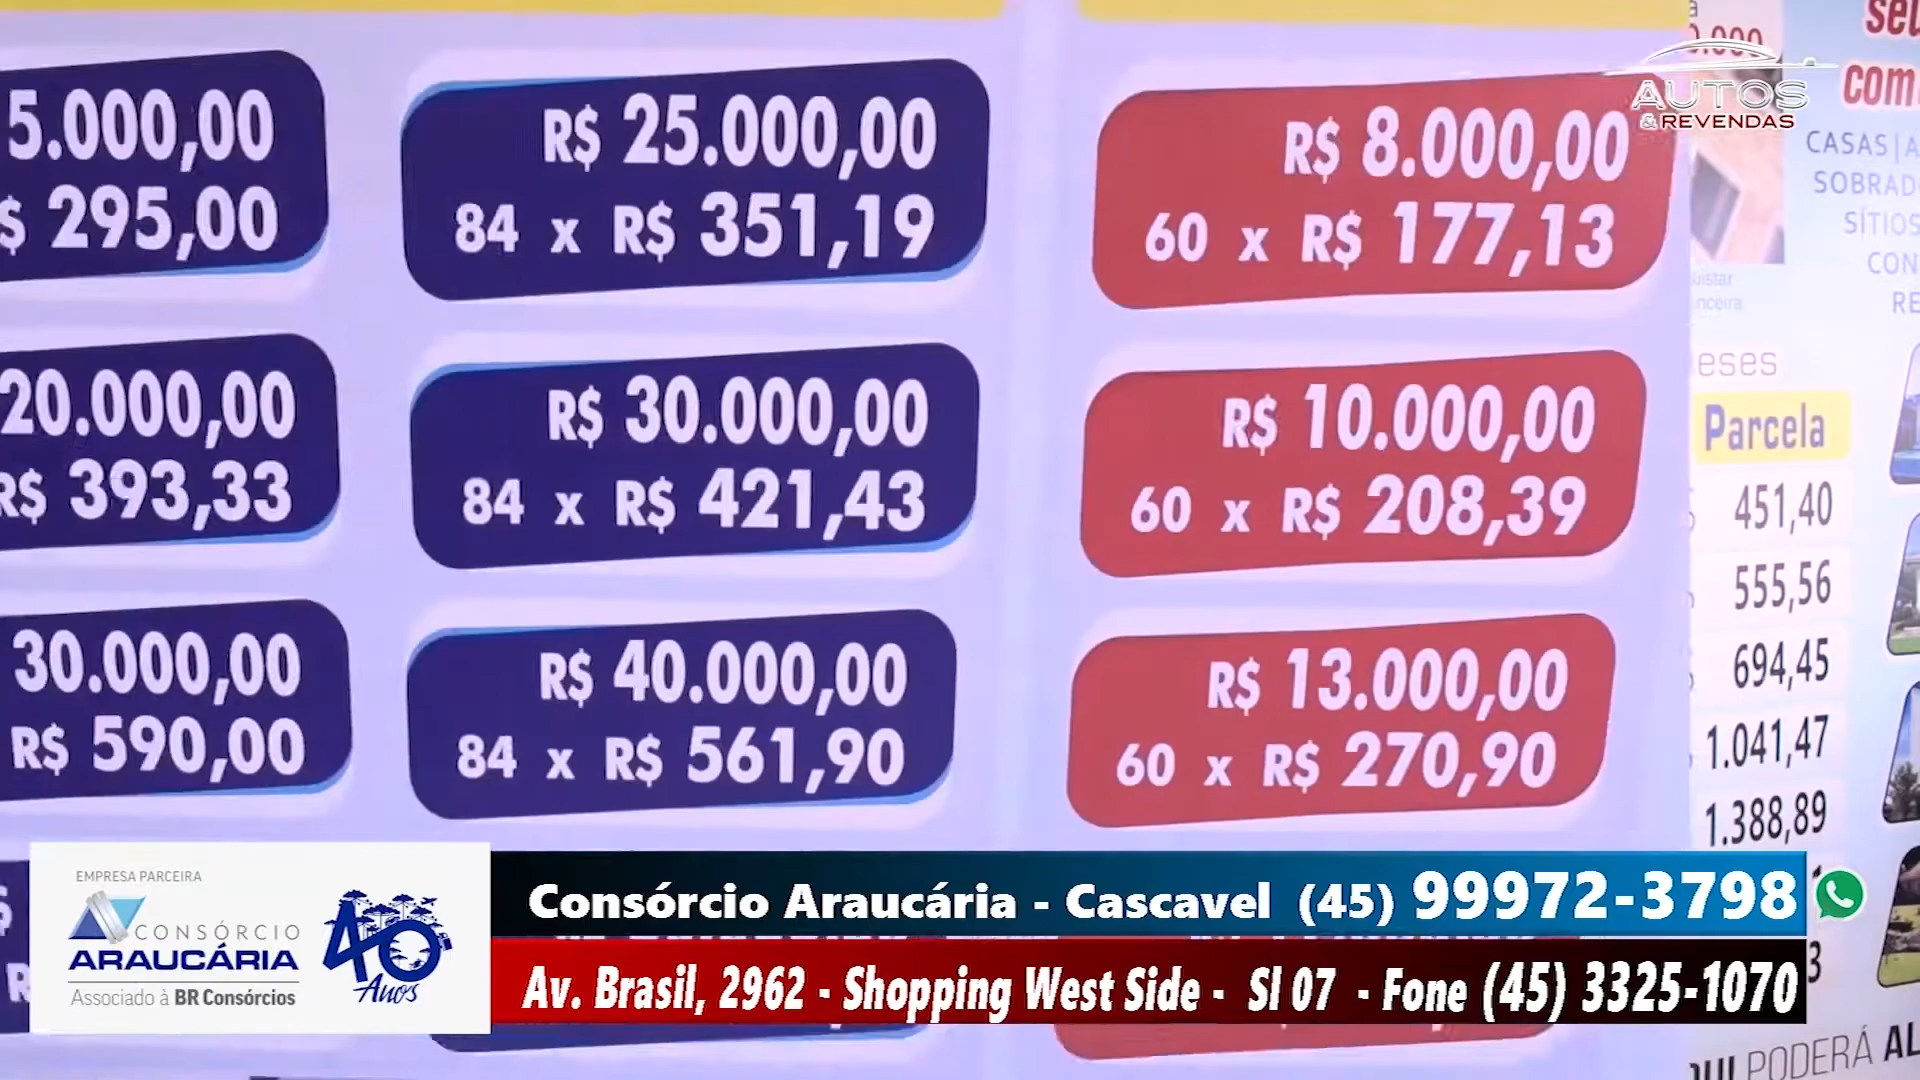 5.000,00
$ 295,00
20.000,00
R$ 393,33
30.000,00
R$ 590,00
R$ 25.000,00
84 x R$ 351,19
R$ 30.000,00
84 x R$ 421,43
R$ 40.000,00
84 x R$ 561,90
R$ 8.000,00
60 x R$ 177,13
R$ 10.000,00
60 x R$ 208,39
R$ 13.000,00
60 x R$ 270,90
AUTOS
&REVENDAS
com
CASAS|A
SOBRAD
SÍTIOS
CON
RE
eses
Parcela
451,40
555,56
694,45
1.041,47
1.388,89
PODERÁ AL
EMPRESA PARCEIRA
CONSÓRCIO
ARAUCÁRIA
Associado à BR Consórcios
40
Anos
Consórcio Araucária - Cascavel (45) 99972-3798
Av. Brasil, 2962 - Shopping West Side - Sl 07 - Fone (45) 3325-1070